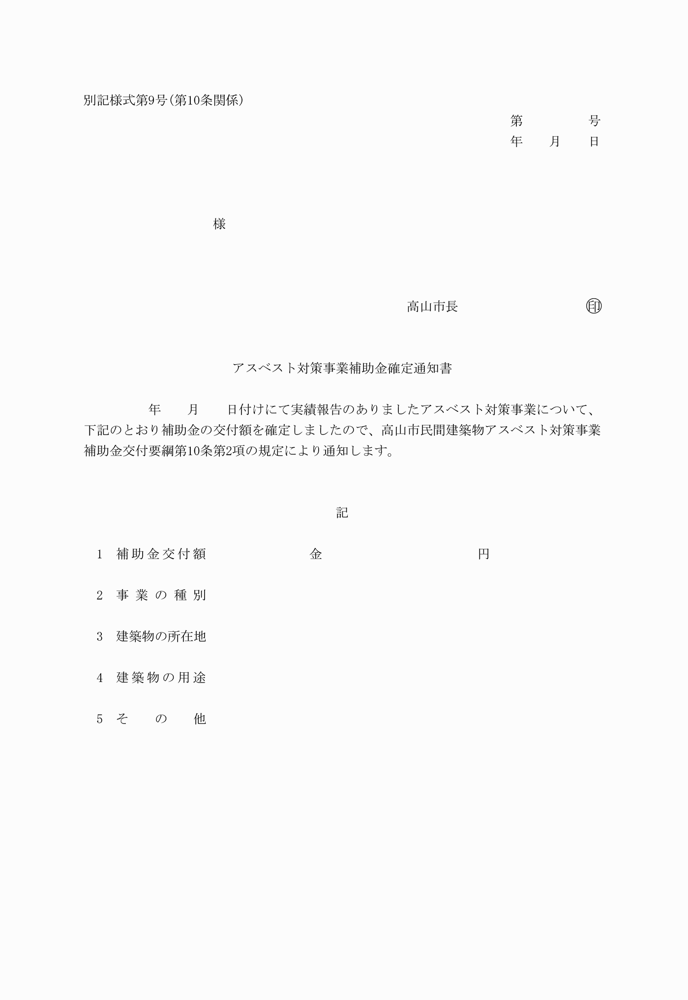 別記様式第9号（第10条関係）
第　　　　　号
年　　月　　日
様
高山市長　　　　　　　　　　㊞
アスベスト対策事業補助金確定通知書
年　　月　　日付けにて実績報告のありましたアスベスト対策事業について、
下記のとおり補助金の交付額を確定しましたので、高山市民間建築物アスベスト対策事業
補助金交付要綱第10条第2項の規定により通知します。
記
1　補助金交付額　　　　　　　　金　　　　　　　　　　　　円
2　事業の種別
3　建築物の所在地
4　建築物の用途
5　その他